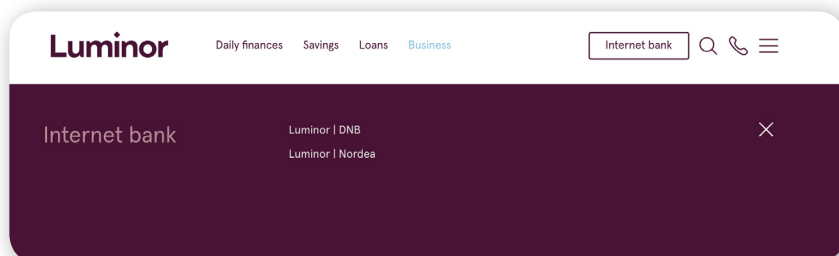 Luminor Daily finances Savings Loans Business Internet bank
Internet bank
Luminor | DNB
Luminor | Nordea